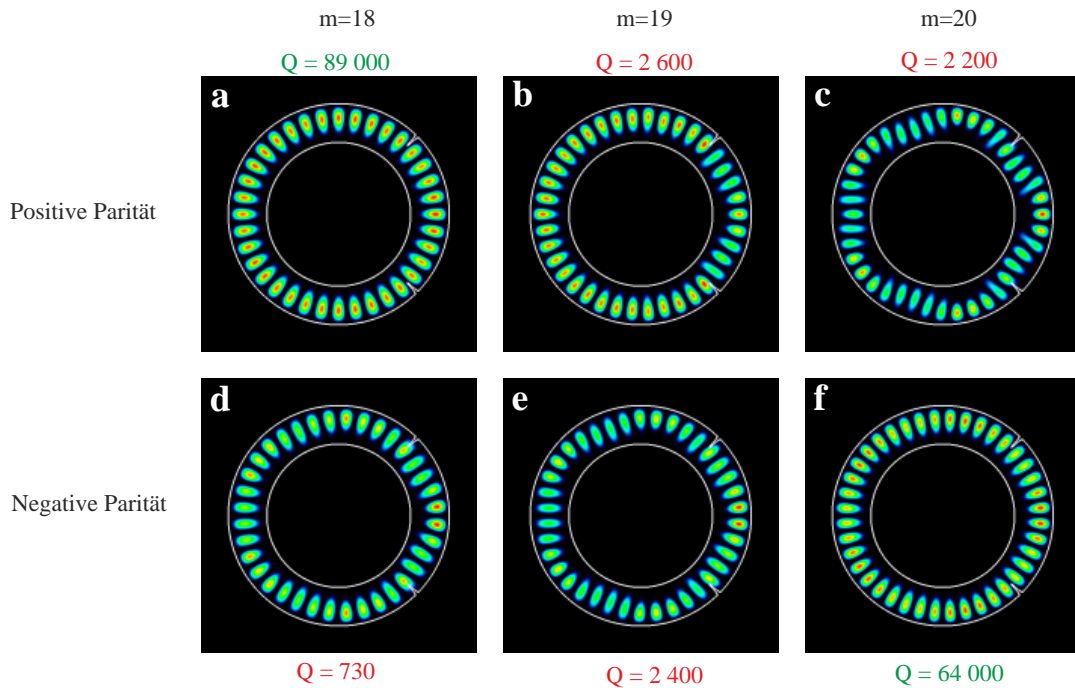 m=18 m=19 m=20
Q = 89 000 Q = 2 600 Q = 2 200
a b c
Positive Parität
d e f
Negative Parität
Q = 730 Q = 2 400 Q = 64 000